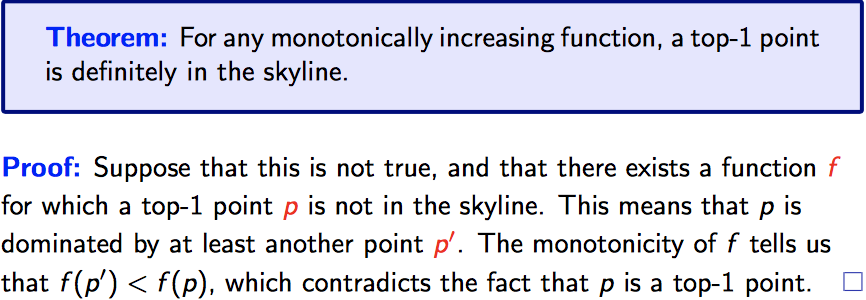 Theorem: For any monotonically increasing function, a top-1 point
is definitely in the skyline.
Proof: Suppose that this is not true, and that there exists a function f
for which a top-1 point p is not in the skyline. This means that p is
dominated by at least another point p′. The monotonicity of f tells us
that f(p′) < f(p), which contradicts the fact that p is a top-1 point. □